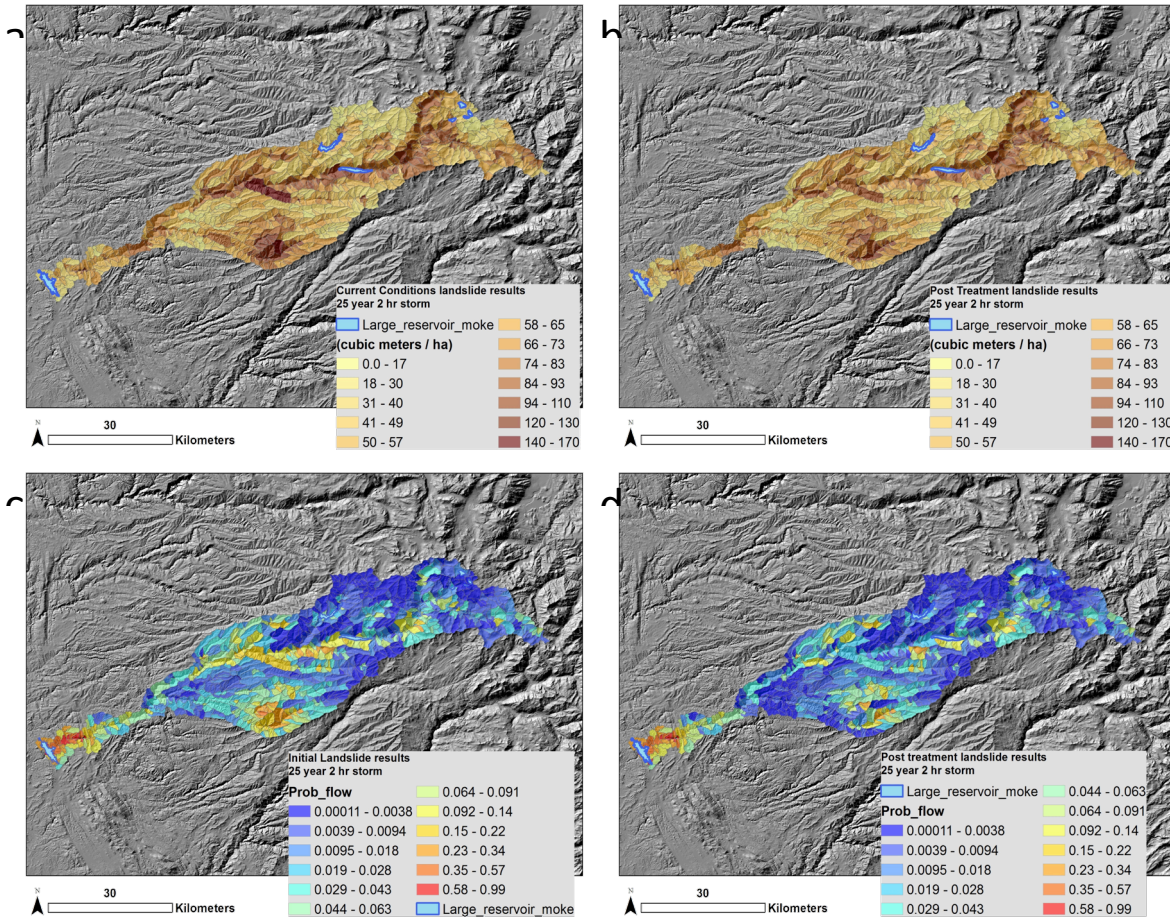 a
b
Current Conditions landslide results
25 year 2 hr storm
Large_reservoir_moke
(cubic meters / ha)
0.0 - 17
18 - 30
31 - 40
41 - 49
50 - 57
58 - 65
66 - 73
74 - 83
84 - 93
94 - 110
120 - 130
140 - 170
N
30
Kilometers
Post Treatment landslide results
25 year 2 hr storm
Large_reservoir_moke
(cubic meters / ha)
0.0 - 17
18 - 30
31 - 40
41 - 49
50 - 57
58 - 65
66 - 73
74 - 83
84 - 93
94 - 110
120 - 130
140 - 170
N
30
Kilometers
c
d
Initial Landslide results
25 year 2 hr storm
Prob_flow
0.00011 - 0.0038
0.0039 - 0.0094
0.0095 - 0.018
0.019 - 0.028
0.029 - 0.043
0.044 - 0.063
0.064 - 0.091
0.092 - 0.14
0.15 - 0.22
0.23 - 0.34
0.35 - 0.57
0.58 - 0.99
Large_reservoir_moke
N
30
Kilometers
Post treatment landslide results
25 year 2 hr storm
Large_reservoir_moke
Prob_flow
0.00011 - 0.0038
0.0039 - 0.0094
0.0095 - 0.018
0.019 - 0.028
0.029 - 0.043
0.044 - 0.063
0.064 - 0.091
0.092 - 0.14
0.15 - 0.22
0.23 - 0.34
0.35 - 0.57
0.58 - 0.99
N
30
Kilometers